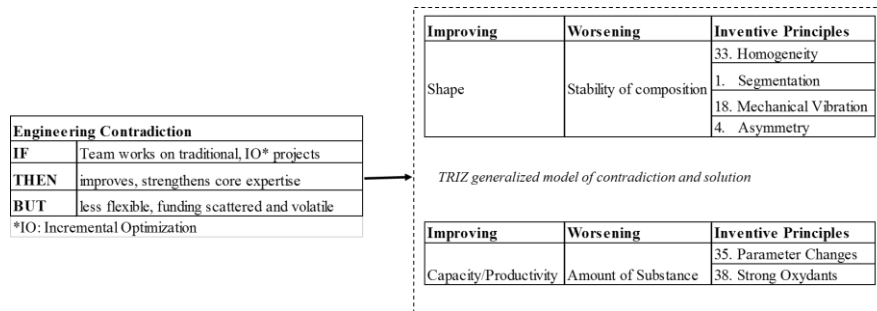 Engineering Contradiction
IF Team works on traditional, IO* projects
THEN improves, strengthens core expertise
BUT less flexible, funding scattered and volatile
*IO: Incremental Optimization
Improving Worsening Inventive Principles
Shape Stability of composition
33. Homogeneity
1. Segmentation
18. Mechanical Vibration
4. Asymmetry
TRIZ generalized model of contradiction and solution
Improving Worsening Inventive Principles
Capacity/Productivity Amount of Substance
35. Parameter Changes
38. Strong Oxydants